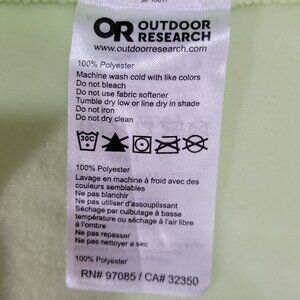 OR OUTDOOR
RESEARCH
www.outdoorresearch.com
100% Polyester
Machine wash cold with like colors
Do not bleach
Do not use fabric softener
Tumble dry low or line dry in shade
Do not iron
Do not dry clean
30C
100% Polyester
Lavage en machine à froid avec des
couleurs semblables
Ne pas blanchir
Ne pas utiliser d'assouplissant
Séchage par culbutage à basse
température ou séchage à l'air libre
à l'ombre
Ne pas repasser
Ne pas nettoyer a sec
100% Polyester
RN# 97085 / CA# 32350